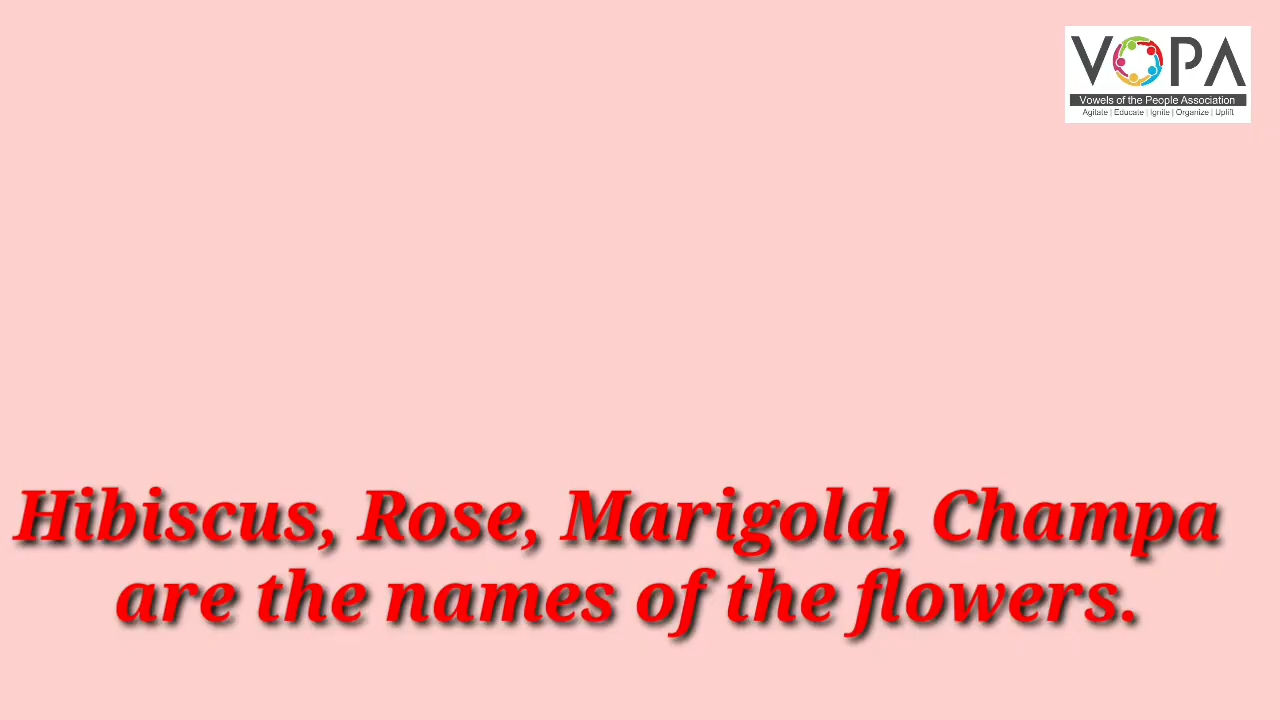 VOPA
Vowels of the People Association
Agitate | Educate | Ignite | Organize | Uplift
Hibiscus, Rose, Marigold, Champa
are the names of the flowers.